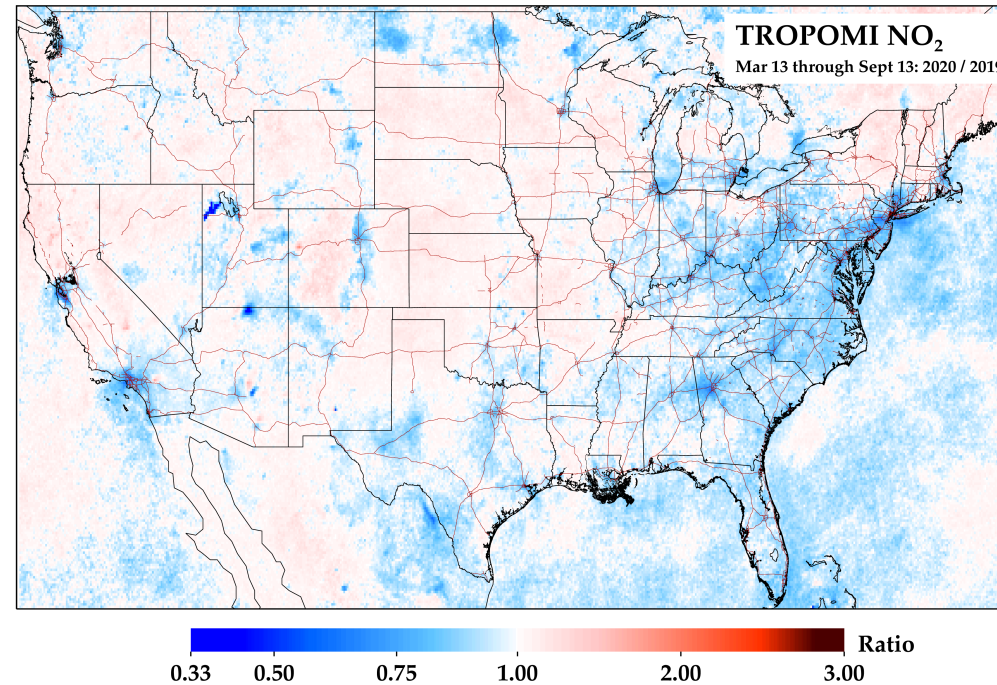 TROPOMI NO₂
Mar 13 through Sept 13: 2020 / 2019
0.33 0.50 0.75 1.00 2.00 3.00 Ratio